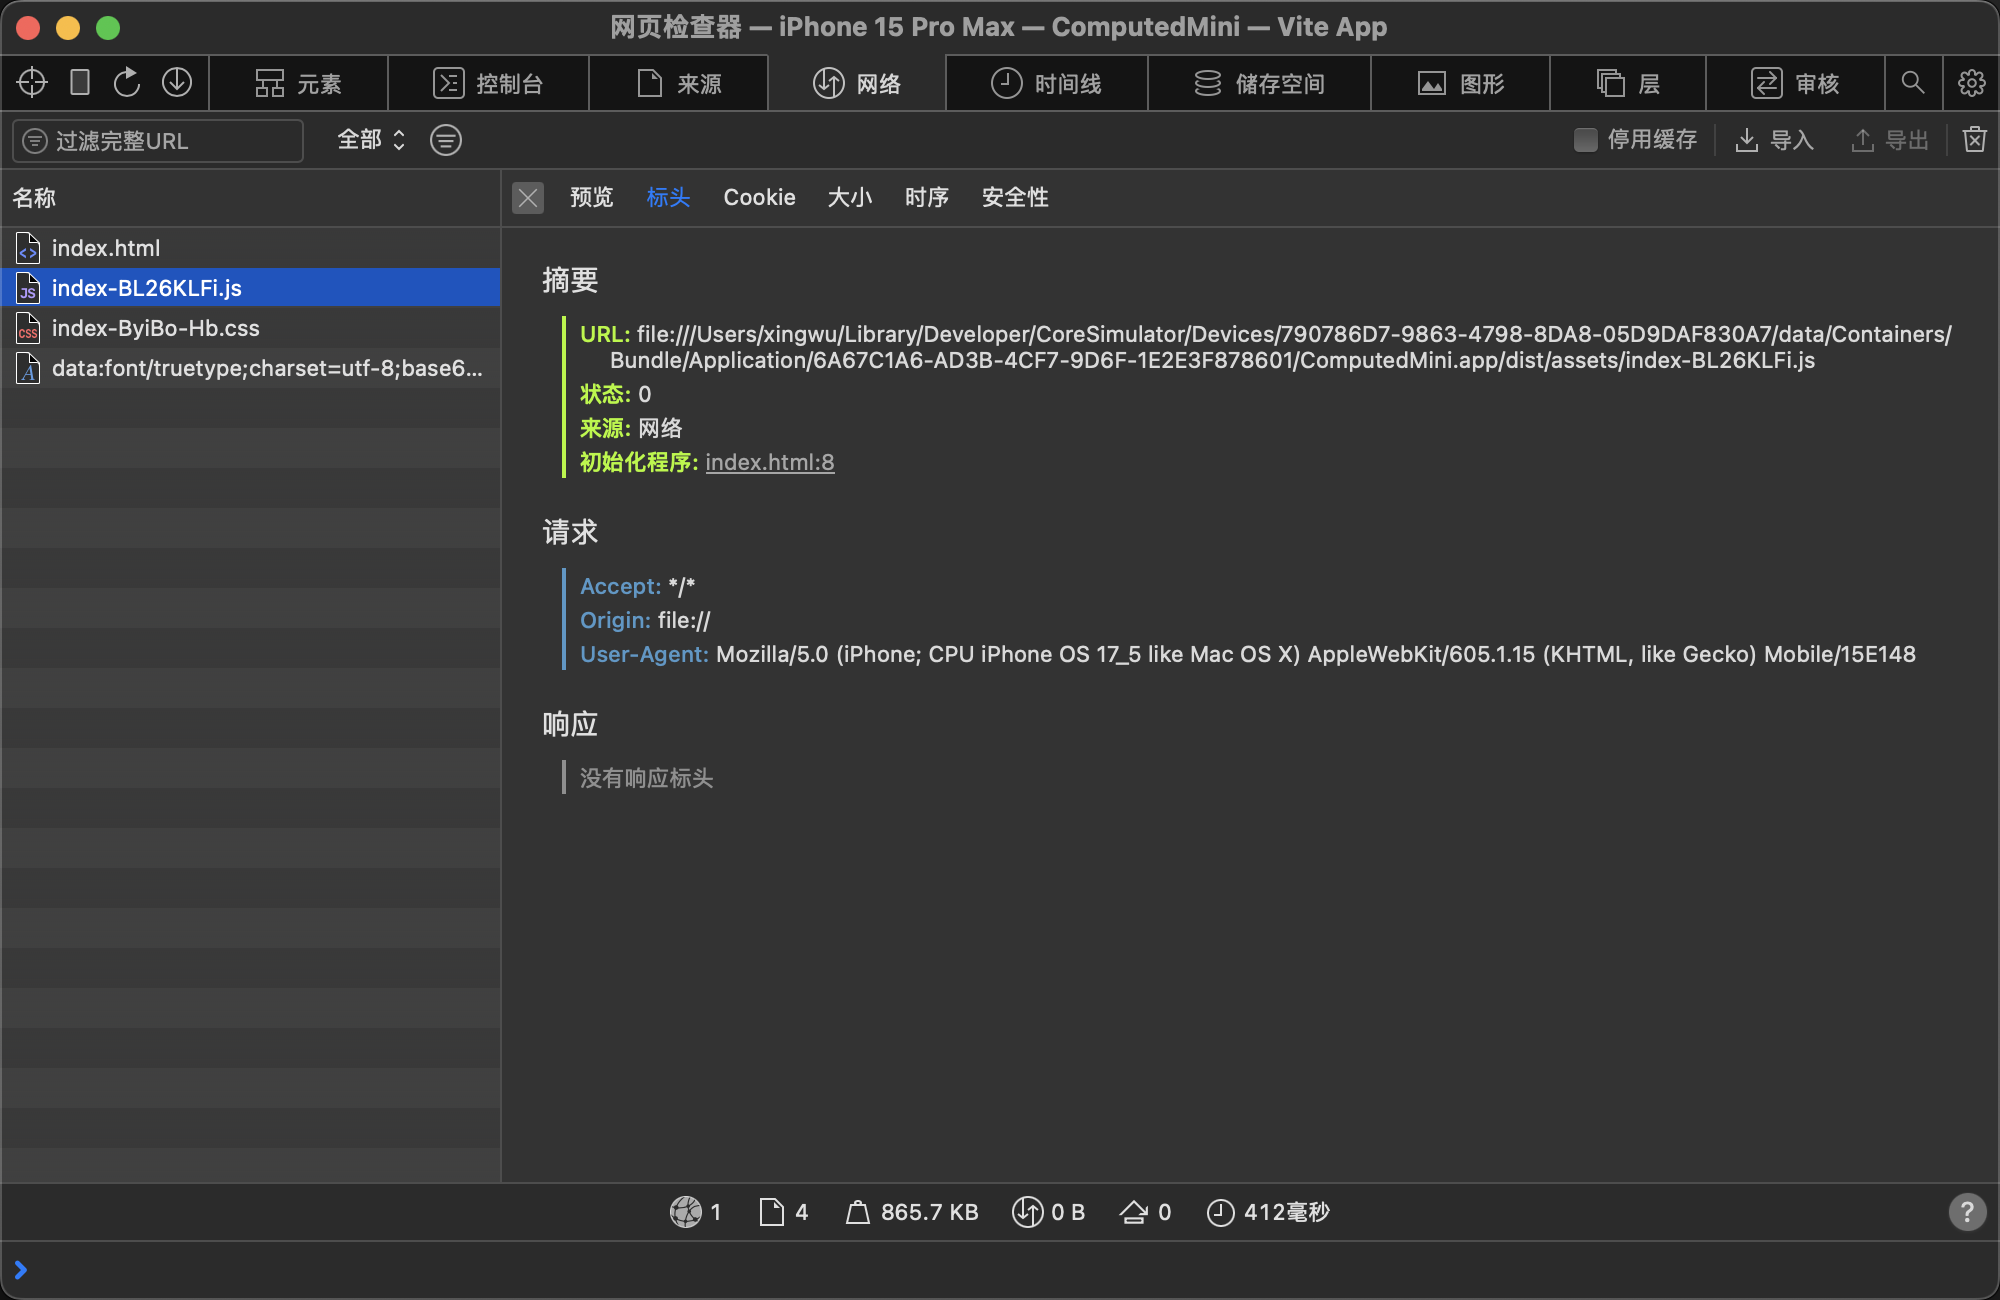 网页检查器 — iPhone 15 Pro Max — ComputedMini — Vite App
元素 控制台 来源 网络 时间线 储存空间 图形 层 审核
过滤完整URL 全部 停用缓存 导入 导出
名称 预览 标头 Cookie 大小 时序 安全性
index.html
JS index-BL26KLFi.js
CSS index-ByiBo-Hb.css
A data:font/truetype;charset=utf-8;base6...
摘要
URL: file:///Users/xingwu/Library/Developer/CoreSimulator/Devices/790786D7-9863-4798-8DA8-05D9DAF830A7/data/Containers/
Bundle/Application/6A67C1A6-AD3B-4CF7-9D6F-1E2E3F878601/ComputedMini.app/dist/assets/index-BL26KLFi.js
状态: 0
来源: 网络
初始化程序: index.html:8
请求
Accept: */*
Origin: file://
User-Agent: Mozilla/5.0 (iPhone; CPU iPhone OS 17_5 like Mac OS X) AppleWebKit/605.1.15 (KHTML, like Gecko) Mobile/15E148
响应
没有响应标头
1 4 865.7 KB 0 B 0 412毫秒 ?